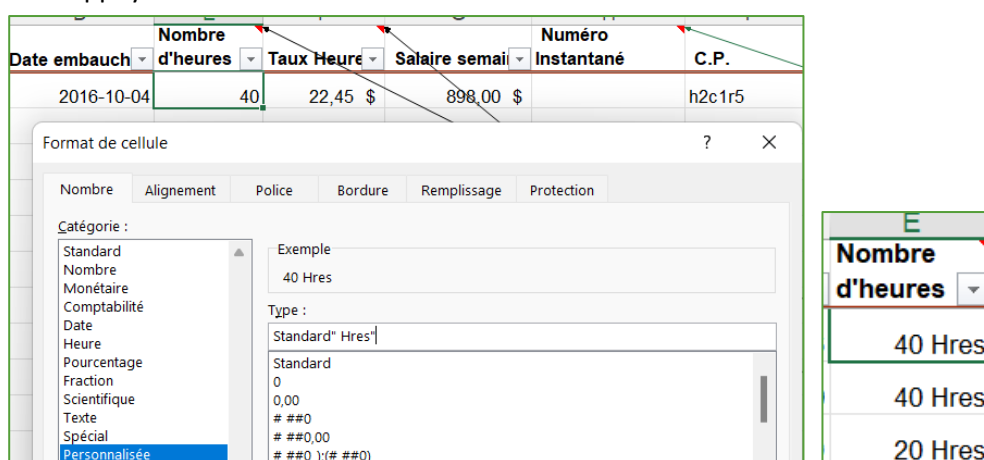 Nombre
Numéro
Date embauch d'heures Taux Heure Salaire semai Instantané C.P.
2016-10-04 40 22,45 $ 898,00 $ h2c1r5
Format de cellule ? ×
Nombre Alignement Police Bordure Remplissage Protection
Catégorie :
Standard
Nombre
Monétaire
Comptabilité
Date
Heure
Pourcentage
Fraction
Scientifique
Texte
Spécial
Personnalisée
Exemple
40 Hres
Type :
Standard" Hres"
Standard
0
0,00
# ##0
# ##0,00
# ##0 );(# ##0)
E
Nombre
d'heures
40 Hres
40 Hres
20 Hres